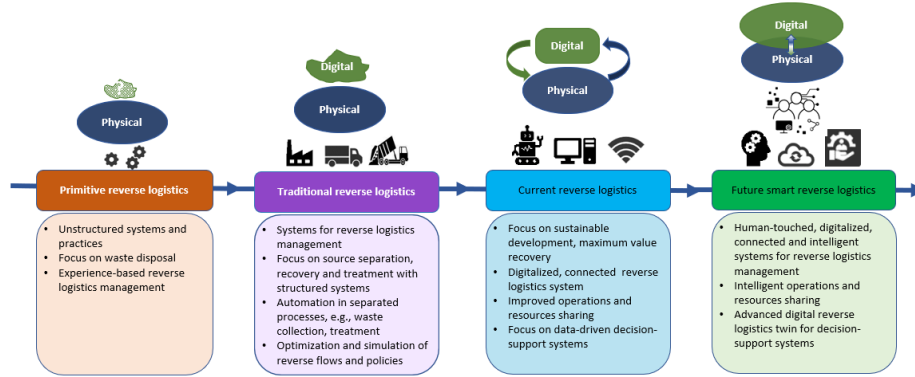 Physical
Digital
Physical
Digital
Physical
Digital
Physical
Primitive reverse logistics
Traditional reverse logistics
Current reverse logistics
Future smart reverse logistics
• Unstructured systems and
practices
• Focus on waste disposal
• Experience-based reverse
logistics management
• Systems for reverse logistics
management
• Focus on source separation,
recovery and treatment with
structured systems
• Automation in separated
processes, e.g., waste
collection, treatment
• Optimization and simulation of
reverse flows and policies
• Focus on sustainable
development, maximum value
recovery
• Digitalized, connected reverse
logistics system
• Improved operations and
resources sharing
• Focus on data-driven decision-
support systems
• Human-touched, digitalized,
connected and intelligent
systems for reverse logistics
management
• Intelligent operations and
resources sharing
• Advanced digital reverse
logistics twin for decision-
support systems